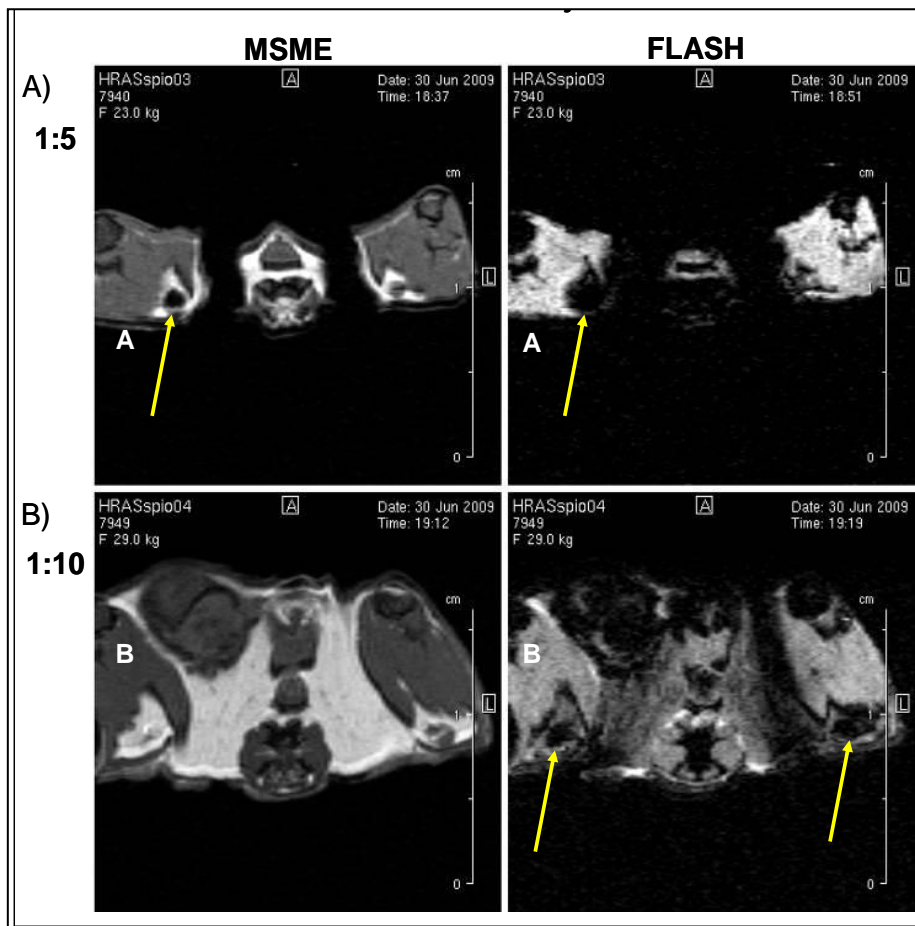 MSME FLASH
A)
1:5
HRASspio03 A Date: 30 Jun 2009
7940 Time: 18:37
F 23.0 kg
cm
1 L
A
0
HRASspio03 A Date: 30 Jun 2009
7940 Time: 18:51
F 23.0 kg
cm
1 L
A
0
B)
1:10
HRASspio04 A Date: 30 Jun 2009
7949 Time: 19:12
F 29.0 kg
cm
B
1 L
0
HRASspio04 A Date: 30 Jun 2009
7949 Time: 19:19
F 29.0 kg
cm
B
1 L
0